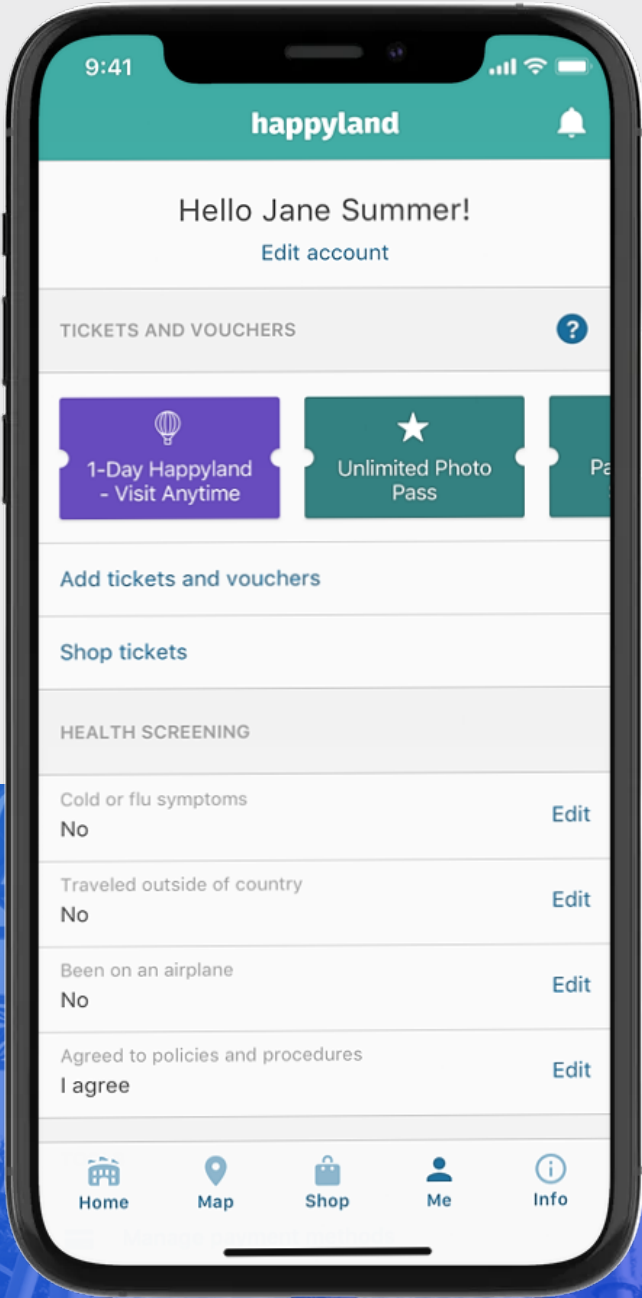 9:41
happyland
Hello Jane Summer!
Edit account
TICKETS AND VOUCHERS
?
1-Day Happyland
- Visit Anytime
Unlimited Photo
Pass
Add tickets and vouchers
Shop tickets
HEALTH SCREENING
Cold or flu symptoms
No
Edit
Traveled outside of country
No
Edit
Been on an airplane
No
Edit
Agreed to policies and procedures
I agree
Edit
Home
Map
Shop
Me
Info